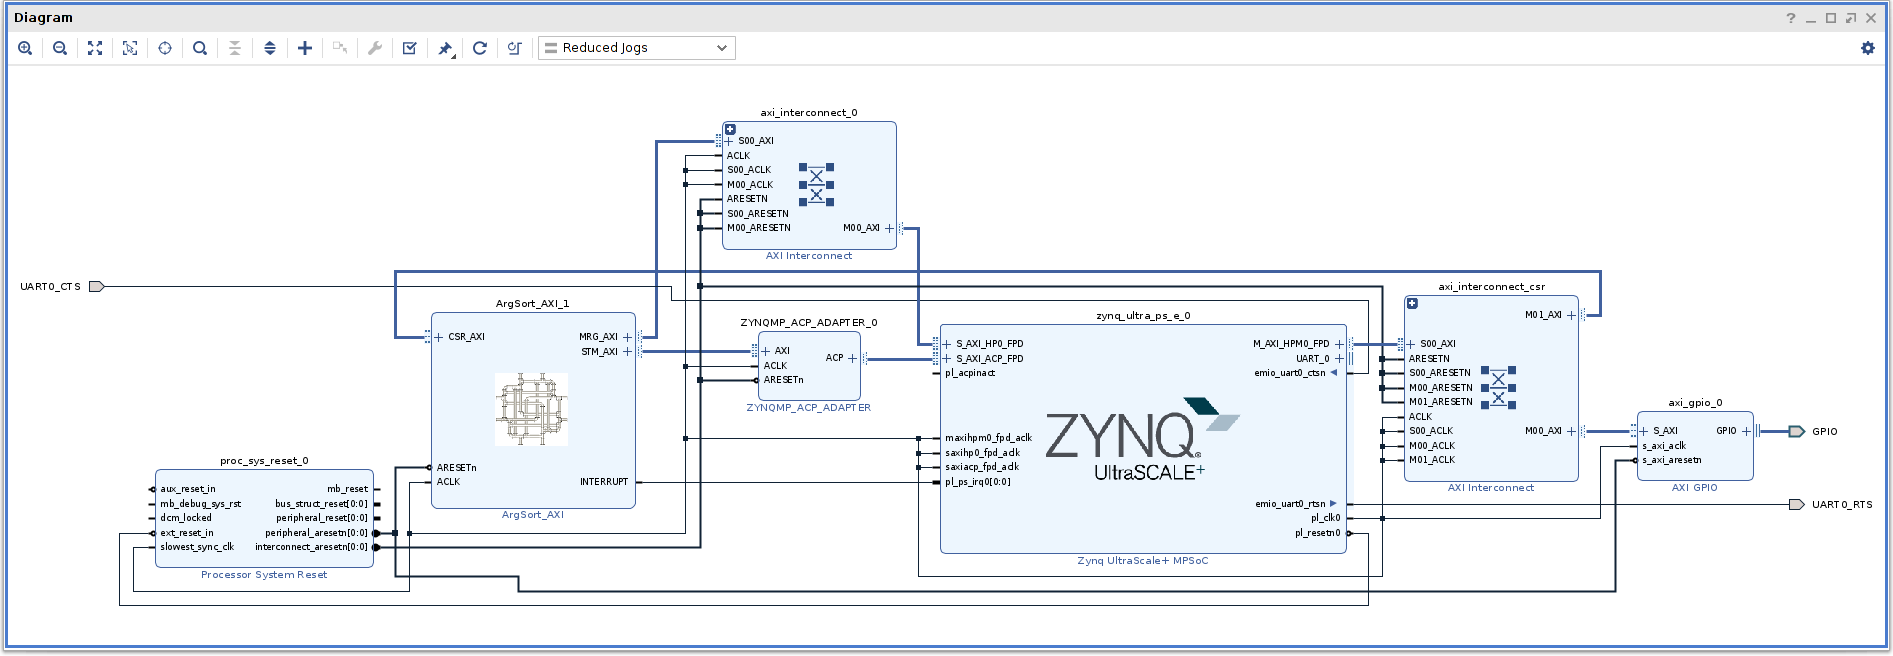 Diagram
Reduced Jogs
axi_interconnect_0
S00_AXI
ACLK
S00_ACLK
M00_ACLK
ARESETN
S00_ARESETN
M00_ARESETN
M00_AXI
AXI Interconnect
UART0_CTS
ArgSort_AXI_1
CSR_AXI
MRG_AXI
STM_AXI
ARESETn
ACLK
INTERRUPT
ArgSort_AXI
ZYNQMP_ACP_ADAPTER_0
AXI
ACP
ACLK
ARESETn
ZYNQMP_ACP_ADAPTER
zynq_ultra_ps_e_0
S_AXI_HP0_FPD
S_AXI_ACP_FPD
pl_acpinact
maxihpm0_fpd_aclk
saxihp0_fpd_aclk
saxiacp_fpd_aclk
pl_ps_irq0[0:0]
M_AXI_HPM0_FPD
UART_0
emio_uart0_ctsn
ZYNQ
UltraSCALE+
emio_uart0_rtsn
pl_clk0
pl_resetn0
Zynq UltraScale+ MPSoC
axi_interconnect_csr
M01_AXI
S00_AXI
ARESETN
S00_ARESETN
M00_ARESETN
M01_ARESETN
ACLK
S00_ACLK
M00_ACLK
M01_ACLK
M00_AXI
AXI Interconnect
axi_gpio_0
S_AXI
s_axi_aclk
s_axi_aresetn
GPIO
AXI GPIO
GPIO
UART0_RTS
proc_sys_reset_0
aux_reset_in
mb_debug_sys_rst
dcm_locked
ext_reset_in
slowest_sync_clk
mb_reset
bus_struct_reset[0:0]
peripheral_reset[0:0]
peripheral_aresetn[0:0]
interconnect_aresetn[0:0]
Processor System Reset